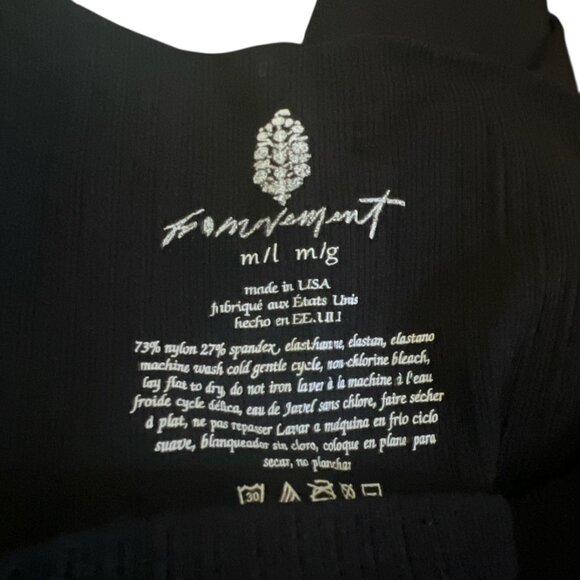 fp movement
m/l m/g
made in USA
fabriqué aux États Unis
hecho en EE.UU
73% nylon 27% spandex, elasthanne, elastan, elastano
machine wash cold gentle cycle, non-chlorine bleach,
lay flat to dry, do not iron laver à la machine à l'eau
froide cycle délica, eau de Javel sans chlore, faire sécher
à plat, ne pas repasser Lavar a máquina en frio ciclo
suave, blanqueador sin cloro, coloque en plano para
secar, no planchar
30